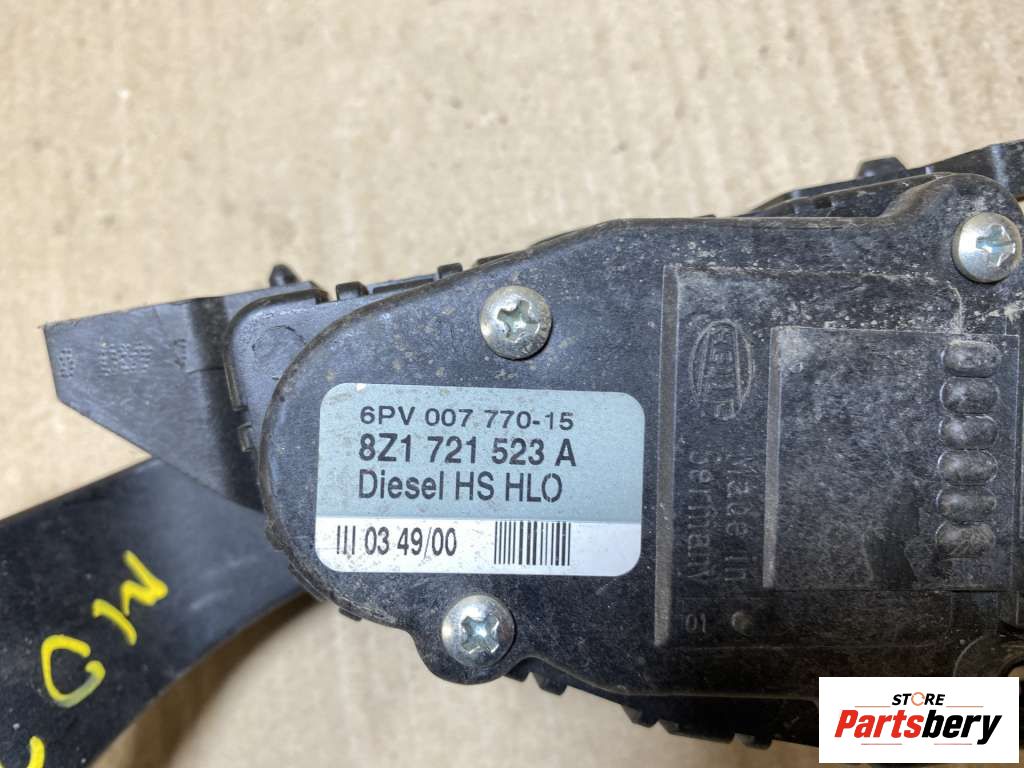 6PV 007 770-15
8Z1 721 523 A
Diesel HS HLO
III 03 49/00
HELLA
Made in
Germany
01
STORE
Partsbery